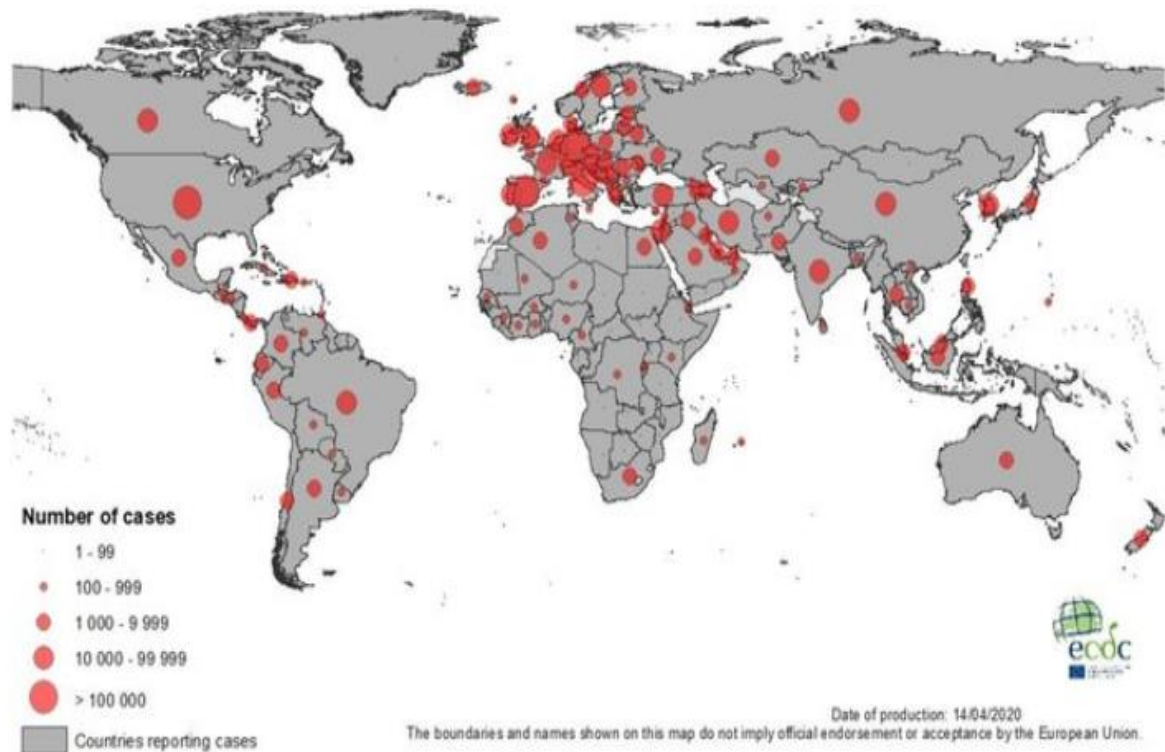 Number of cases
1 - 99
100 - 999
1 000 - 9 999
10 000 - 99 999
> 100 000
Countries reporting cases
ecdc
Date of production: 14/04/2020
The boundaries and names shown on this map do not imply official endorsement or acceptance by the European Union.